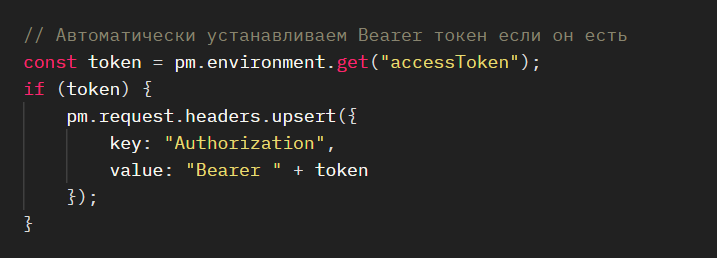 // Автоматически устанавливаем Bearer токен если он есть
const token = pm.environment.get("accessToken");
if (token) {
    pm.request.headers.upsert({
        key: "Authorization",
        value: "Bearer " + token
    });
}